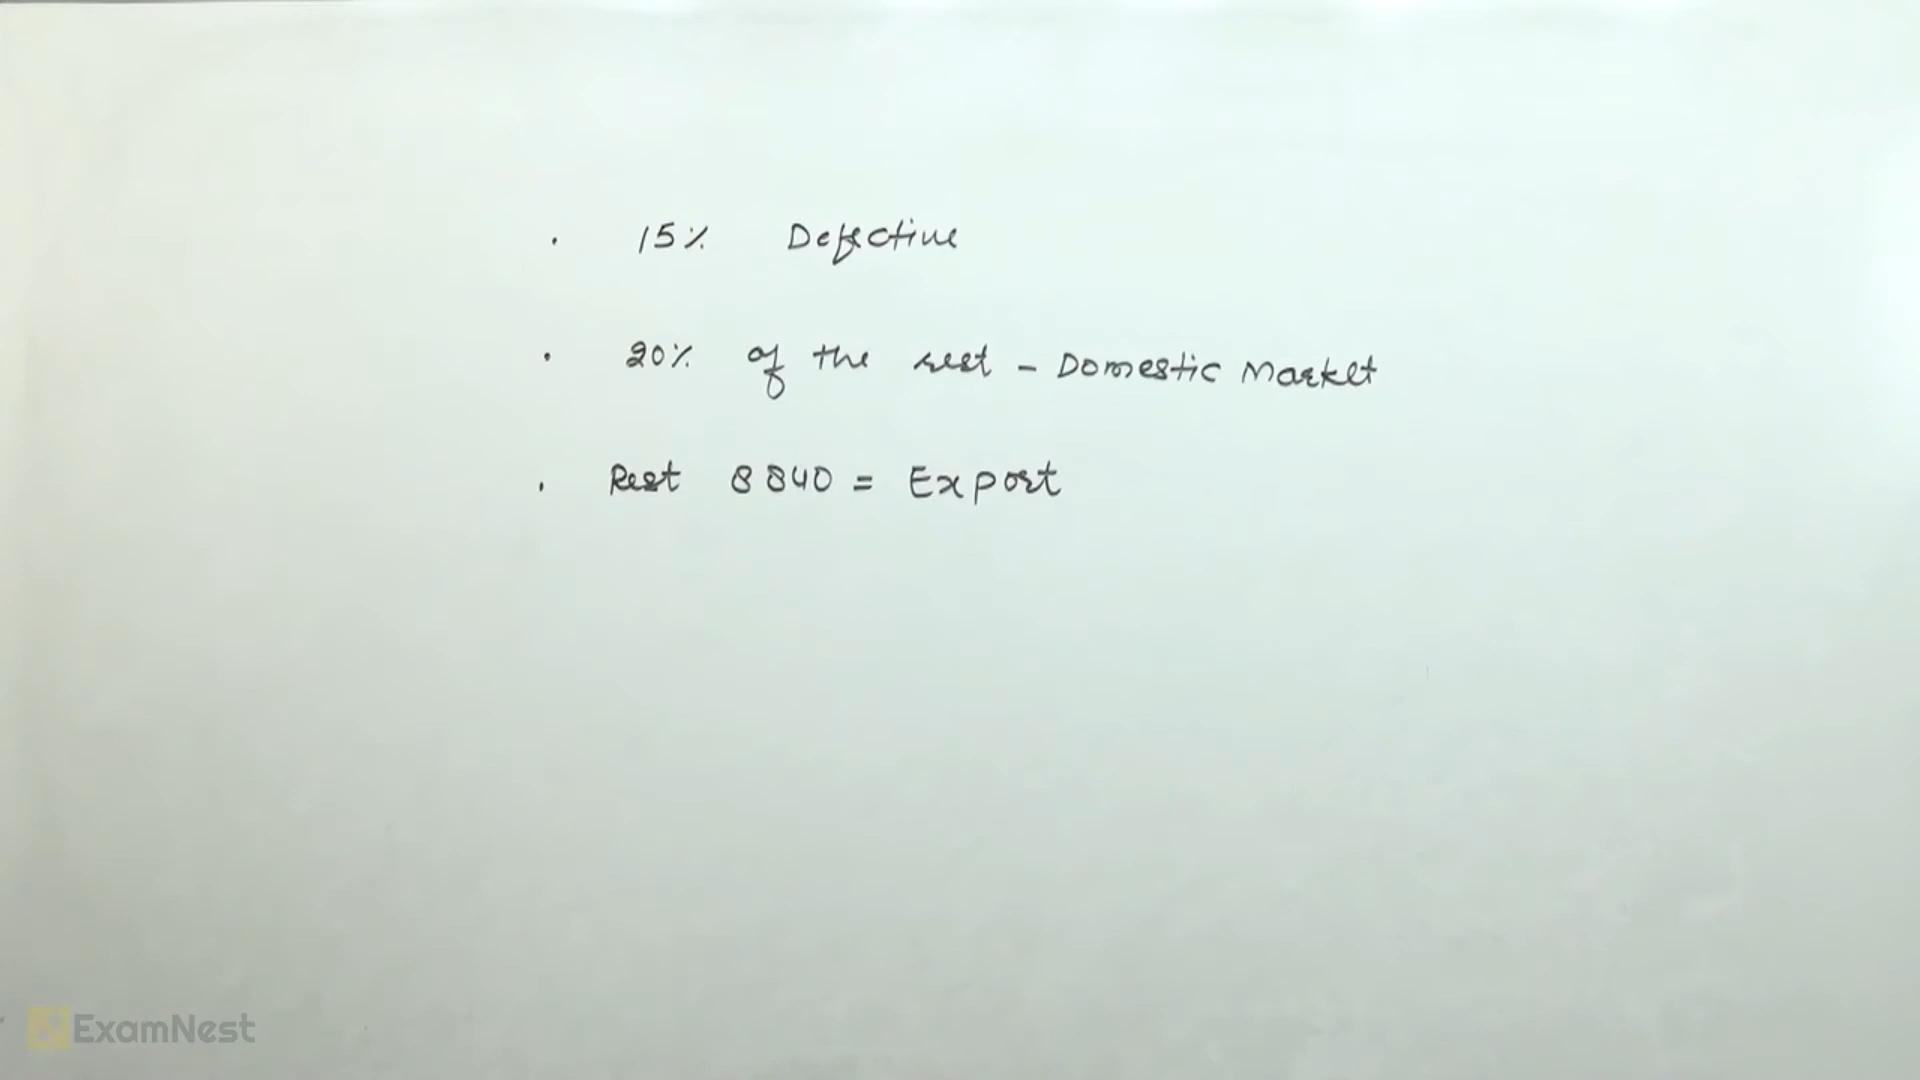 . 15% Defective
. 20% of the rest - Domestic Market
. Rest 8840 = Export
ExamNest